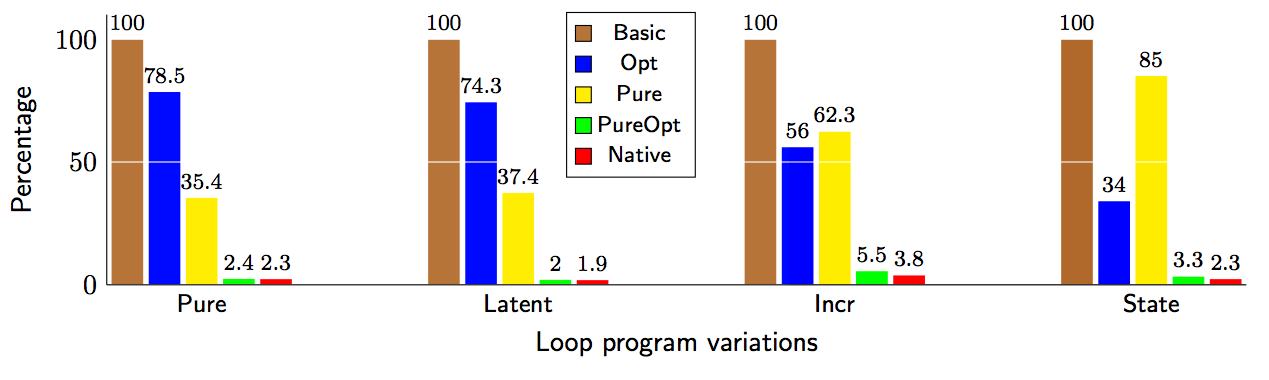 100 100 100 100
Basic
Opt
Pure
PureOpt
Native
100
50
0
Percentage
78.5 35.4 2.4 2.3
74.3 37.4 2 1.9
56 62.3 5.5 3.8
34 85 3.3 2.3
Pure Latent Incr State
Loop program variations